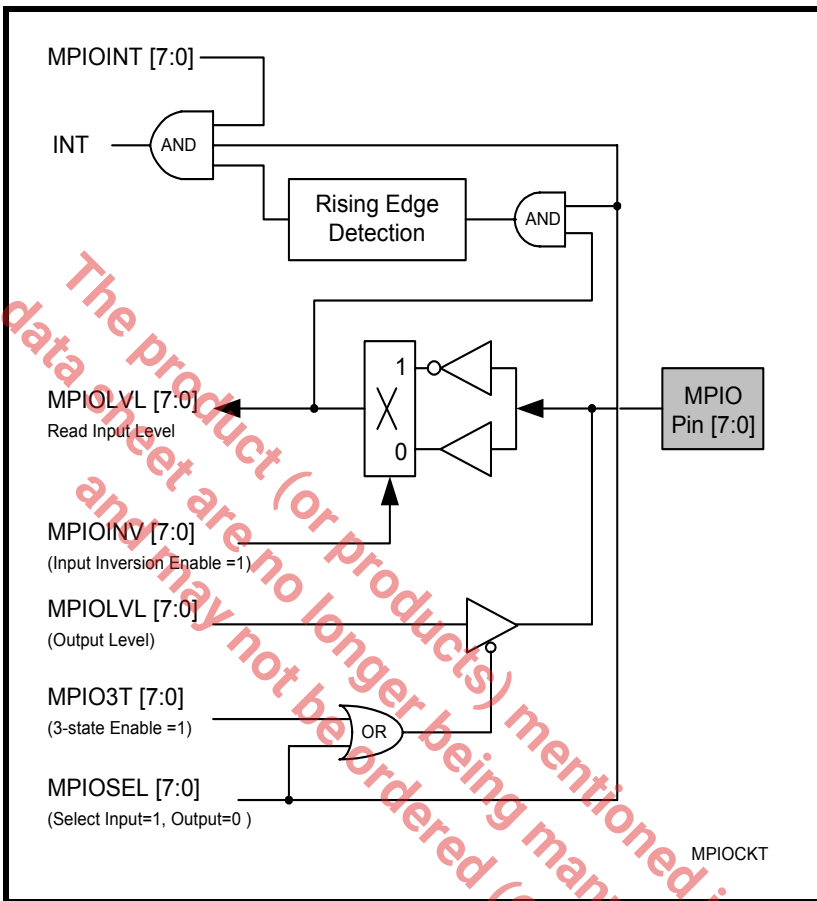 MPIOINT [7:0]
INT
AND
Rising Edge
Detection
AND
MPIOLVL [7:0]
Read Input Level
1
0
MPIO
Pin [7:0]
MPIOINV [7:0]
(Input Inversion Enable =1)
MPIOLVL [7:0]
(Output Level)
MPIO3T [7:0]
(3-state Enable =1)
OR
MPIOSEL [7:0]
(Select Input=1, Output=0 )
MPIOCKT
The product (or products) mentioned i
data sheet are no longer being man
and may not be ordered (